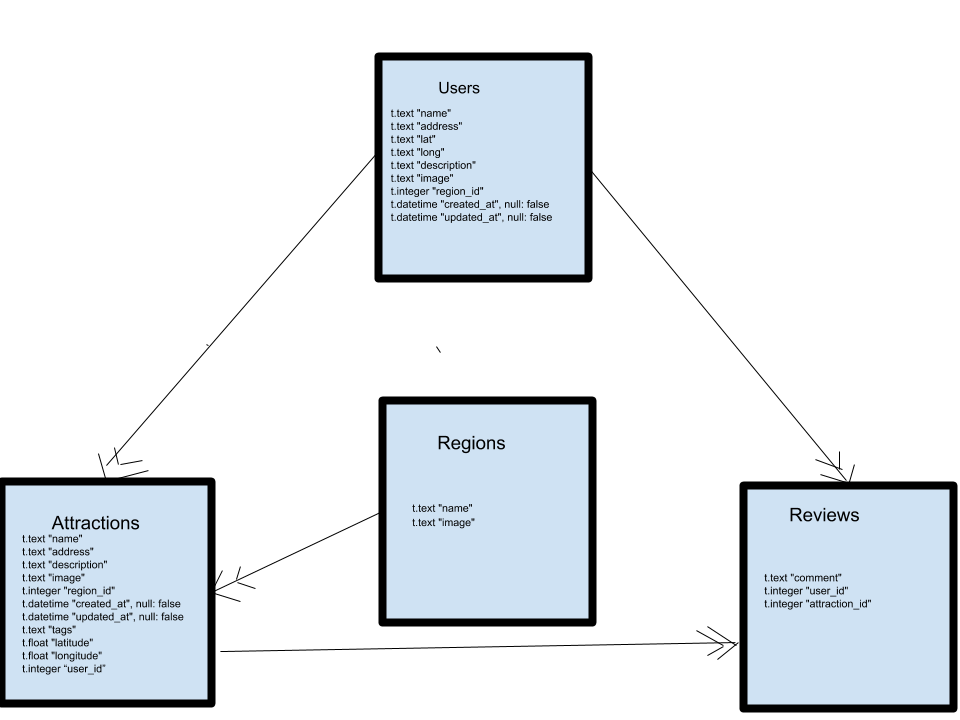 Users
t.text "name"
t.text "address"
t.text "lat"
t.text "long"
t.text "description"
t.text "image"
t.integer "region_id"
t.datetime "created_at", null: false
t.datetime "updated_at", null: false
Regions
t.text "name"
t.text "image"
Attractions
t.text "name"
t.text "address"
t.text "description"
t.text "image"
t.integer "region_id"
t.datetime "created_at", null: false
t.datetime "updated_at", null: false
t.text "tags"
t.float "latitude"
t.float "longitude"
t.integer “user_id”
Reviews
t.text "comment"
t.integer "user_id"
t.integer "attraction_id"